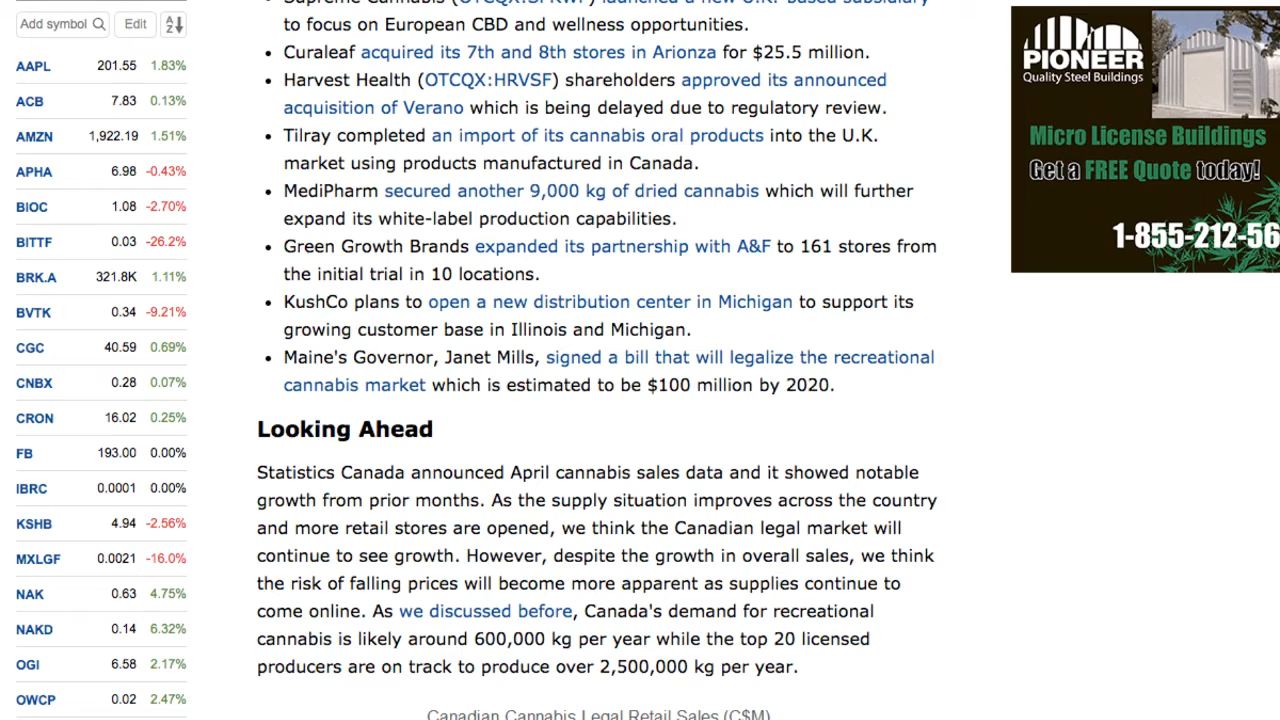 Add symbol
Edit
A
Z
AAPL 201.55 1.83%
ACB 7.83 0.13%
AMZN 1,922.19 1.51%
APHA 6.98 -0.43%
BIOC 1.08 -2.70%
BITTF 0.03 -26.2%
BRK.A 321.8K 1.11%
BVTK 0.34 -9.21%
CGC 40.59 0.69%
CNBX 0.28 0.07%
CRON 16.02 0.25%
FB 193.00 0.00%
IBRC 0.0001 0.00%
KSHB 4.94 -2.56%
MXLGF 0.0021 -16.0%
NAK 0.63 4.75%
NAKD 0.14 6.32%
OGI 6.58 2.17%
OWCP 0.02 2.47%
Supreme Cannabis (OTCQX:SPRWF) launched a new U.K.-based subsidiary
to focus on European CBD and wellness opportunities.
• Curaleaf acquired its 7th and 8th stores in Arionza for $25.5 million.
• Harvest Health (OTCQX:HRVSF) shareholders approved its announced
acquisition of Verano which is being delayed due to regulatory review.
• Tilray completed an import of its cannabis oral products into the U.K.
market using products manufactured in Canada.
• MediPharm secured another 9,000 kg of dried cannabis which will further
expand its white-label production capabilities.
• Green Growth Brands expanded its partnership with A&F to 161 stores from
the initial trial in 10 locations.
• KushCo plans to open a new distribution center in Michigan to support its
growing customer base in Illinois and Michigan.
• Maine's Governor, Janet Mills, signed a bill that will legalize the recreational
cannabis market which is estimated to be $100 million by 2020.
Looking Ahead
Statistics Canada announced April cannabis sales data and it showed notable
growth from prior months. As the supply situation improves across the country
and more retail stores are opened, we think the Canadian legal market will
continue to see growth. However, despite the growth in overall sales, we think
the risk of falling prices will become more apparent as supplies continue to
come online. As we discussed before, Canada's demand for recreational
cannabis is likely around 600,000 kg per year while the top 20 licensed
producers are on track to produce over 2,500,000 kg per year.
Canadian Cannabis Legal Retail Sales (C$M)
PIONEER
Quality Steel Buildings
Micro License Buildings
Get a FREE Quote today!
1-855-212-56